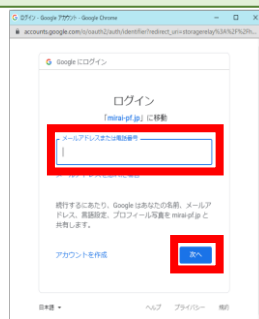 ログイン - Google アカウント - Google Chrome
accounts.google.com/o/oauth2/auth/identifier?redirect_uri=storagerelay%3A%2F%2Fh...
Google にログイン
ログイン
「mirai-pf.jp」に移動
メールアドレスまたは電話番号
続行するにあたり、Google はあなたの名前、メールア
ドレス、言語設定、プロフィール写真を mirai-pf.jp と
共有します。
アカウントを作成
次へ
日本語
ヘルプ
プライバシー
規約